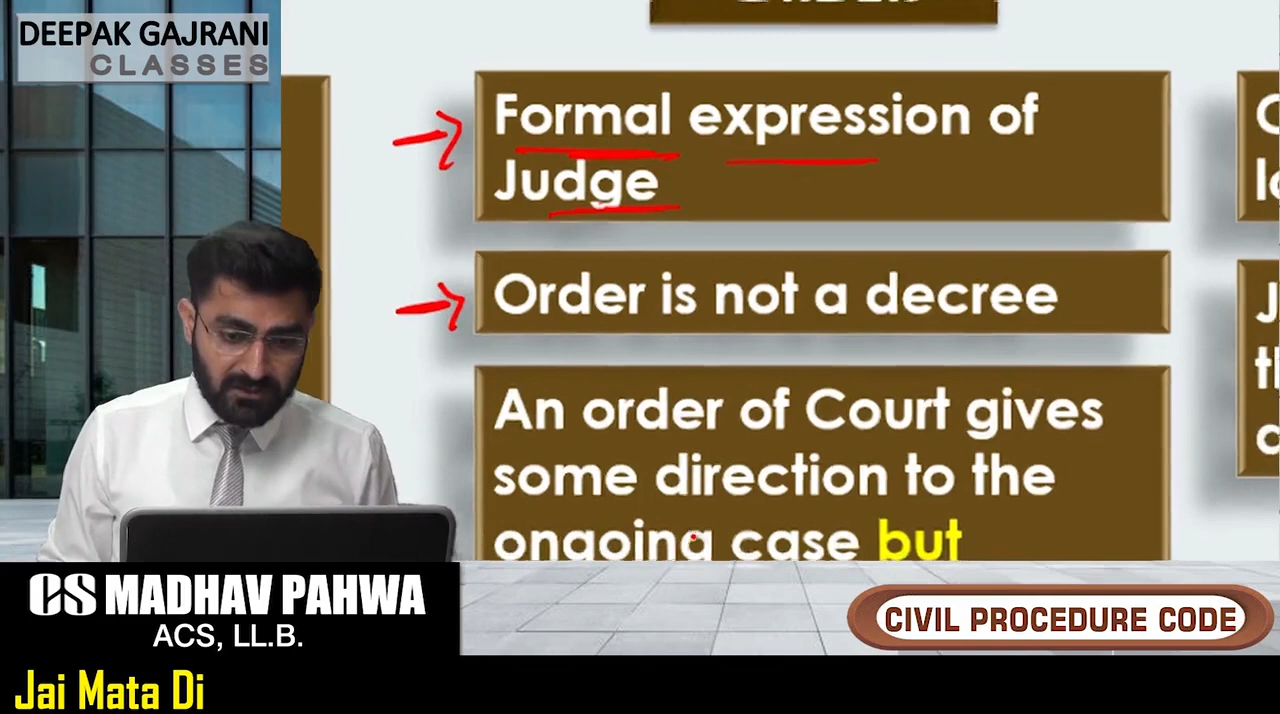 DEEPAK GAJRANI
CLASSES
Formal expression of
Judge
Order is not a decree
An order of Court gives
some direction to the
ongoing case but
CS MADHAV PAHWA
ACS, LL.B.
CIVIL PROCEDURE CODE
Jai Mata Di